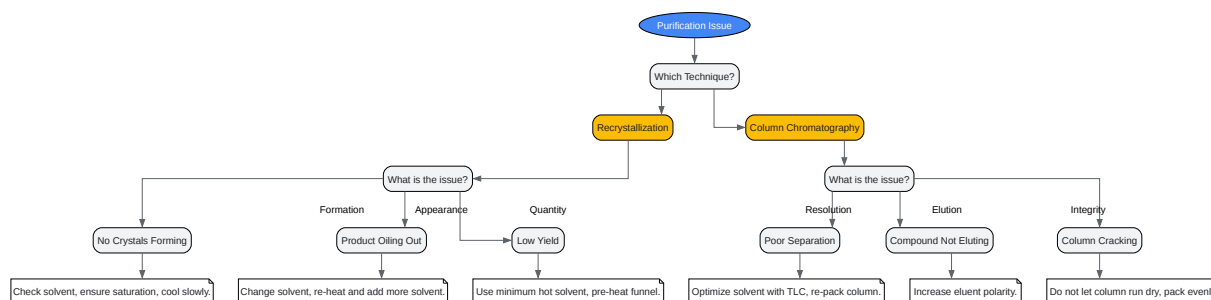 Purification Issue
Which Technique?
Recrystallization
Column Chromatography
What is the issue?
What is the issue?
Formation
Appearance
Quantity
Resolution
Elution
Integrity
No Crystals Forming
Product Oiling Out
Low Yield
Poor Separation
Compound Not Eluting
Column Cracking
Check solvent, ensure saturation, cool slowly.
Change solvent, re-heat and add more solvent.
Use minimum hot solvent, pre-heat funnel.
Optimize solvent with TLC, re-pack column.
Increase eluent polarity.
Do not let column run dry, pack evenl